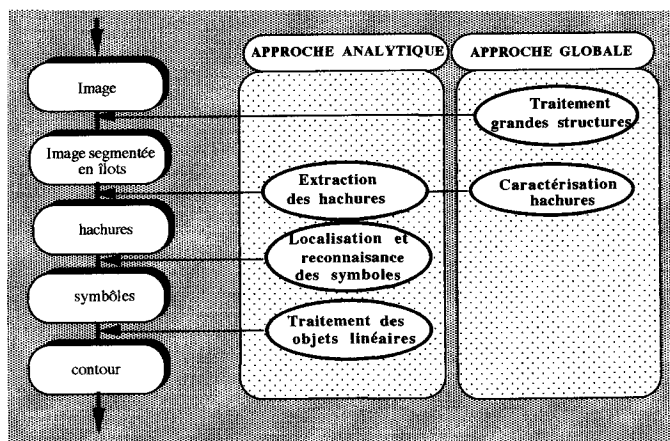 APPROCHE ANALYTIQUE
APPROCHE GLOBALE
Image
Traitement
grandes structures
Image segmentée
en îlots
Extraction
des hachures
Caractérisation
hachures
hachures
Localisation et
reconnaisance
des symboles
symbôles
Traitement des
objets linéaires
contour